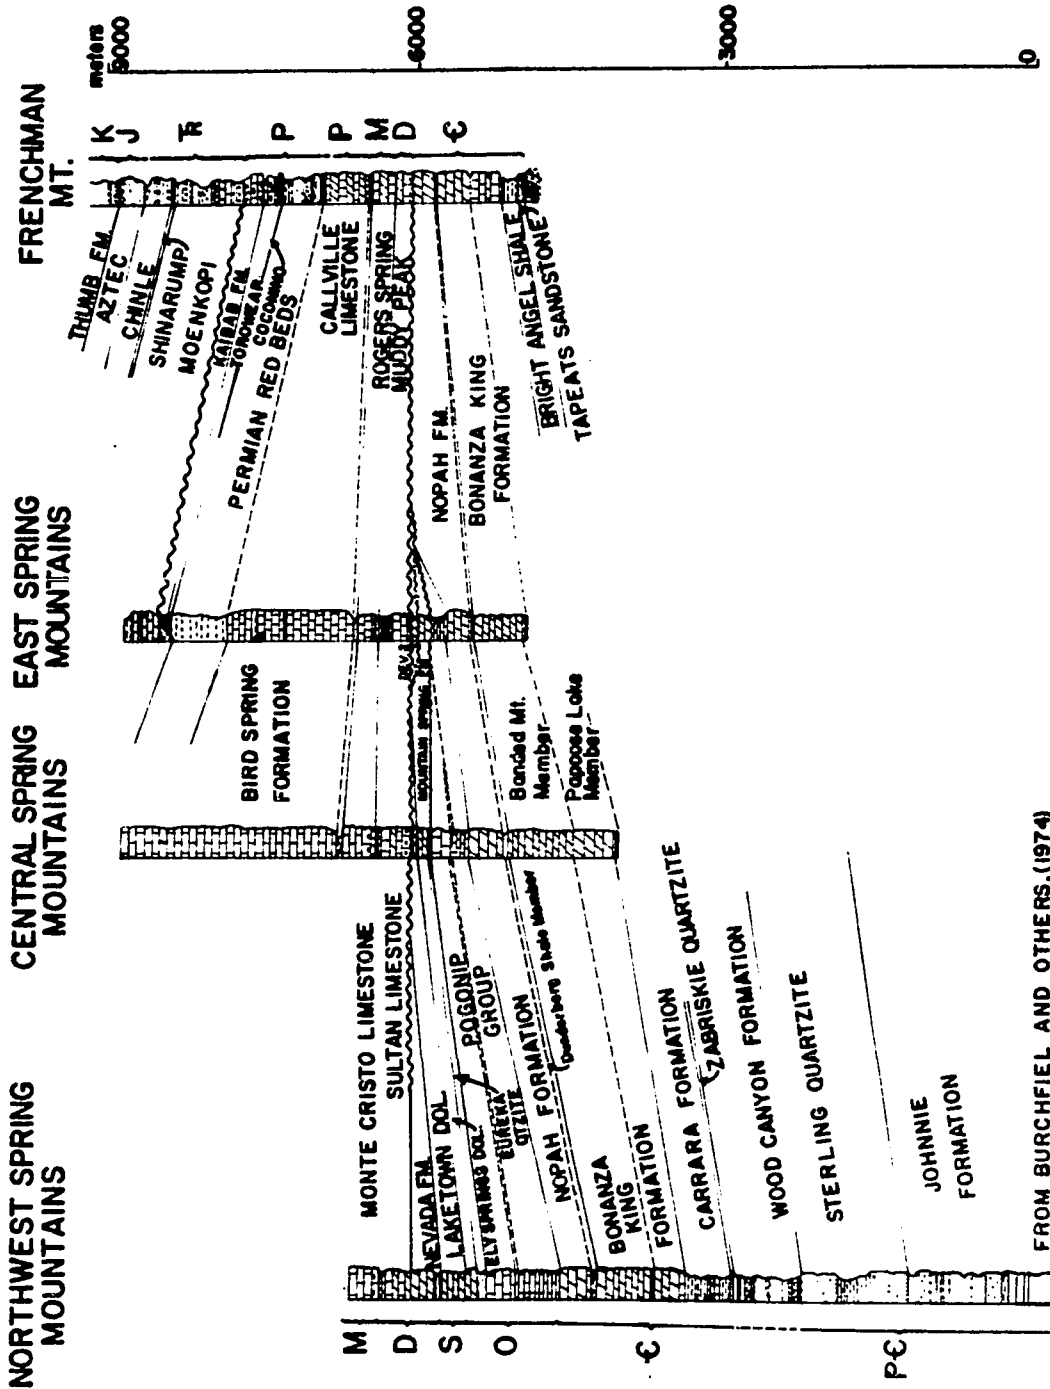 NORTHWEST SPRING
MOUNTAINS
CENTRAL SPRING
MOUNTAINS
EAST SPRING
MOUNTAINS
FRENCHMAN
MT.
meters
9000
6000
3000
0
K
J
TR
P
P
M
D
Є
THUMB FM.
AZTEC
CHINLE
SHINARUMP
MOENKOPI
KAIBAB FM.
TOROWEAP
COCONINO
PERMIAN RED BEDS
CALLVILLE
LIMESTONE
ROGERS SPRING
MUDDY PEAK
NOPAH FM.
BONANZA KING
FORMATION
BRIGHT ANGEL SHALE
TAPEATS SANDSTONE
BIRD SPRING
FORMATION
DEV.
MOUNTAIN SPRING FM.
Banded Mt.
Member
Papoose Lake
Member
MONTE CRISTO LIMESTONE
SULTAN LIMESTONE
NEVADA FM.
LAKETOWN DOL.
ELY SPRINGS DOL.
EUREKA
QTZITE
POGONIP
GROUP
NOPAH FORMATION
Dunderberg Shale Member
BONANZA
KING
FORMATION
CARRARA FORMATION
ZABRISKIE QUARTZITE
WOOD CANYON FORMATION
STERLING QUARTZITE
JOHNNIE
FORMATION
M
D
S
O
Є
PЄ
FROM BURCHFIEL AND OTHERS,(1974)